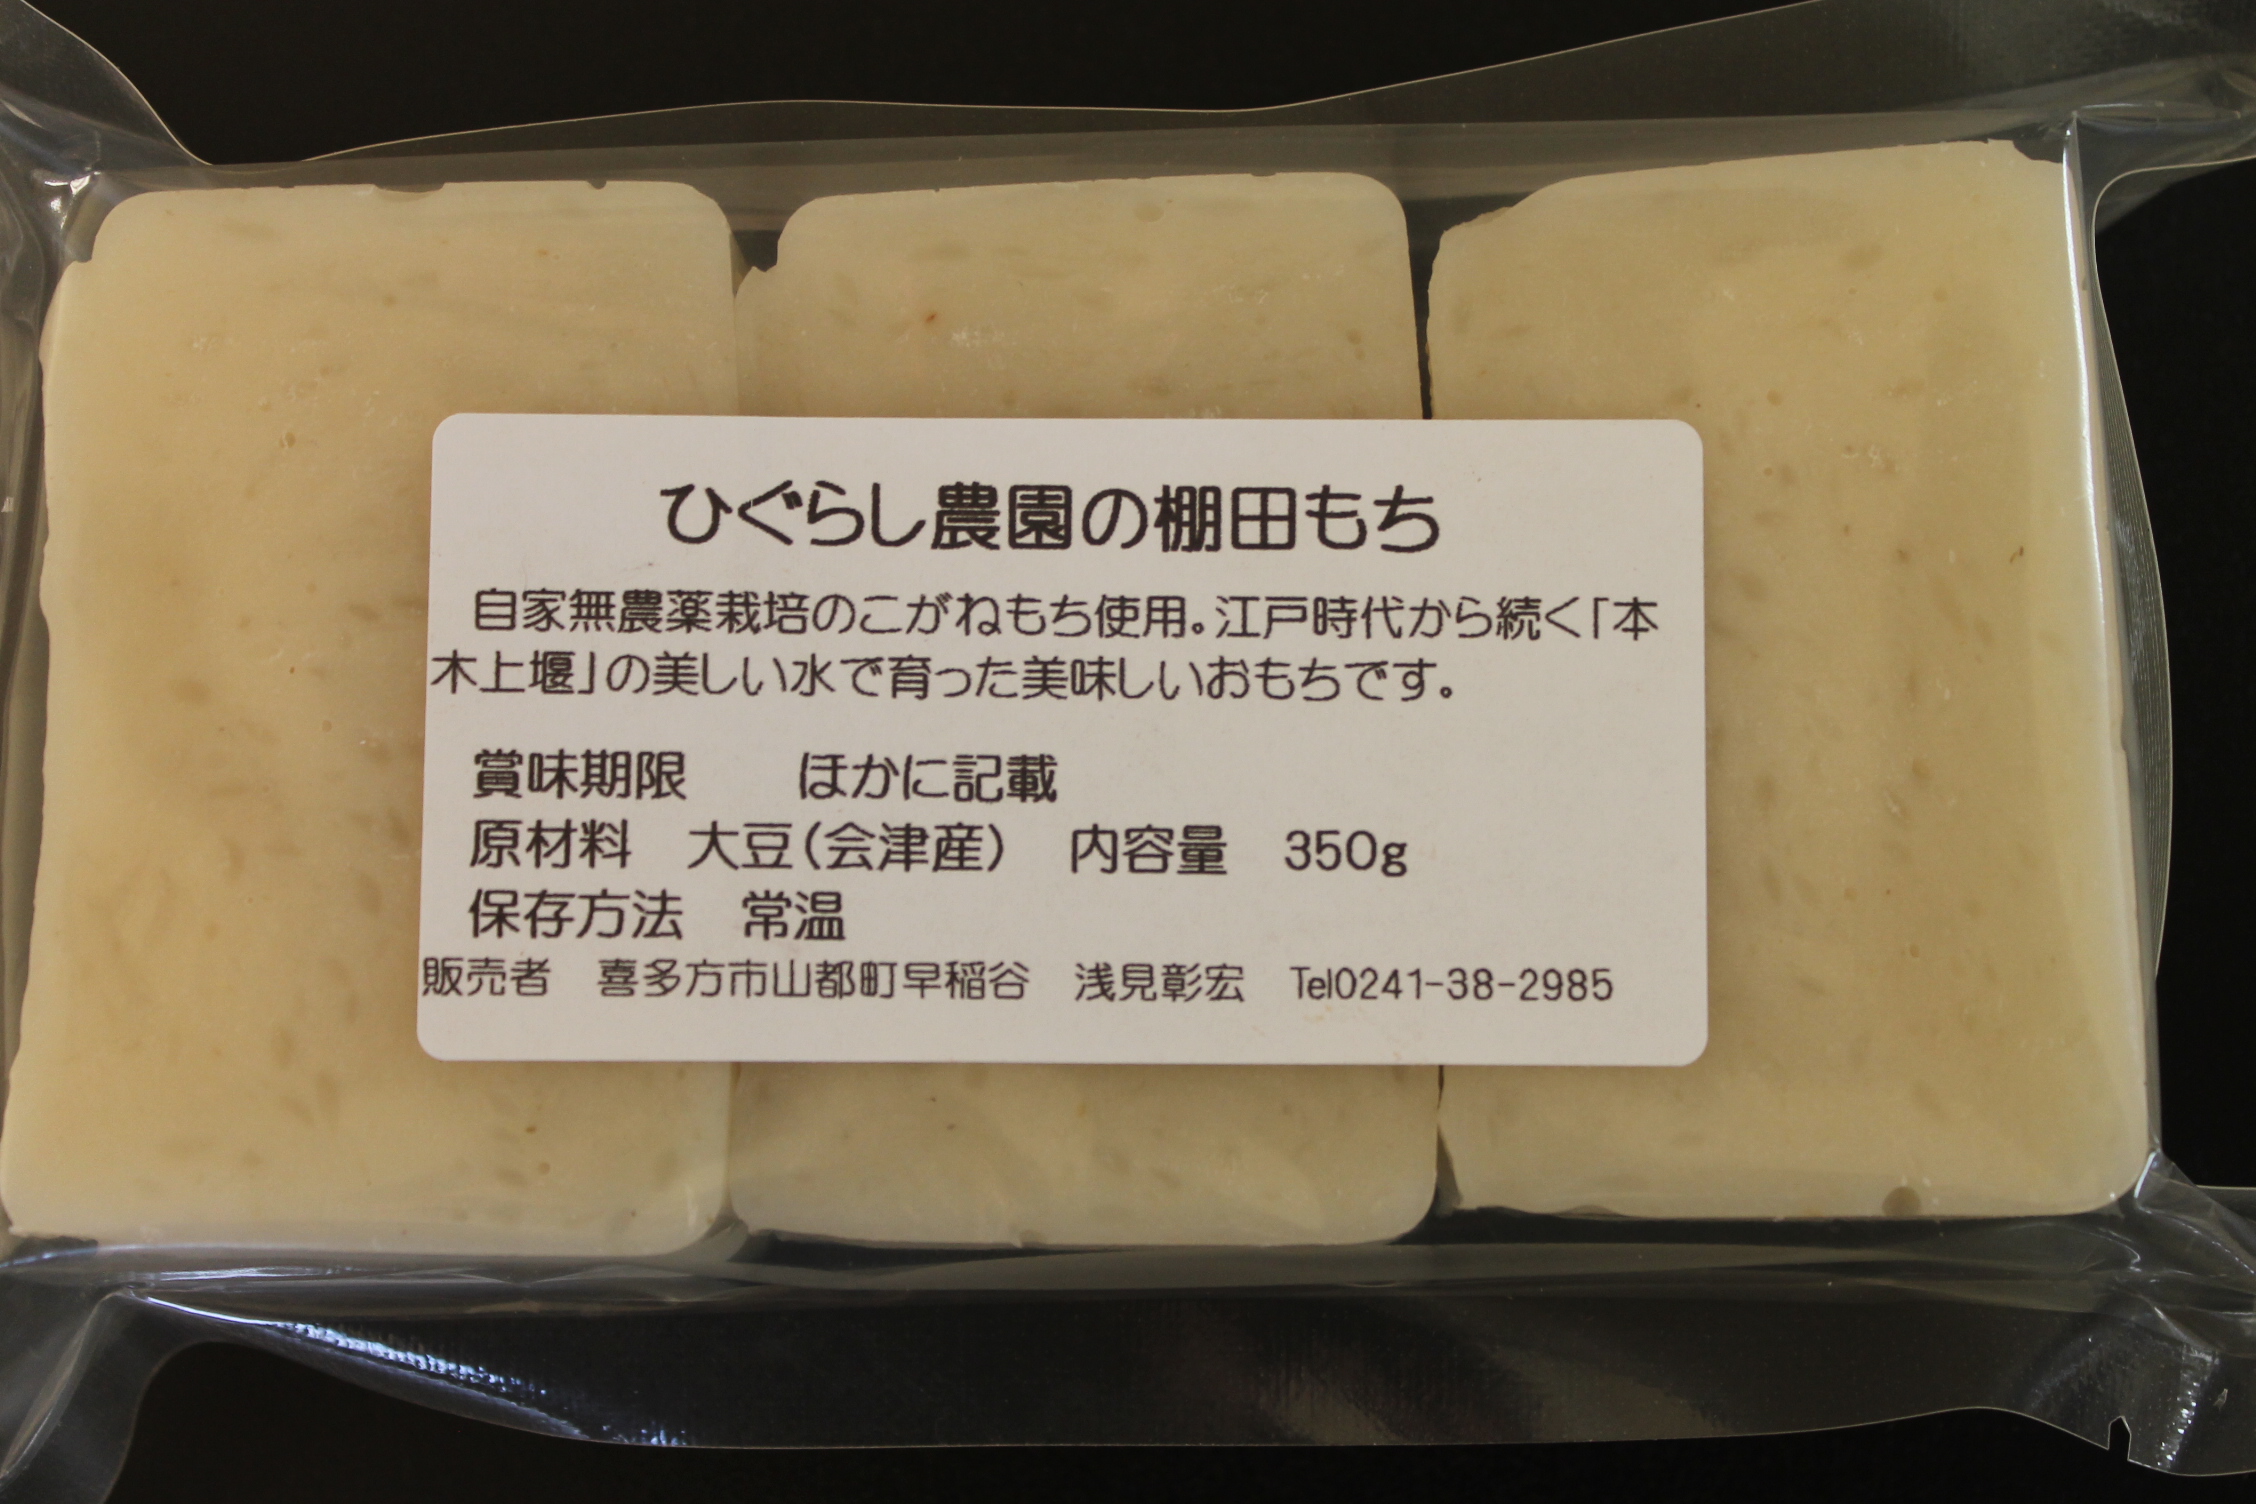 ひぐらし農園の棚田もち
自家無農薬栽培のこがねもち使用。江戸時代から続く「本
木上堰」の美しい水で育った美味しいおもちです。
賞味期限　　ほかに記載
原材料　大豆（会津産）　内容量　350g
保存方法　常温
販売者　喜多方市山都町早稲谷　浅見彰宏　Tel0241-38-2985